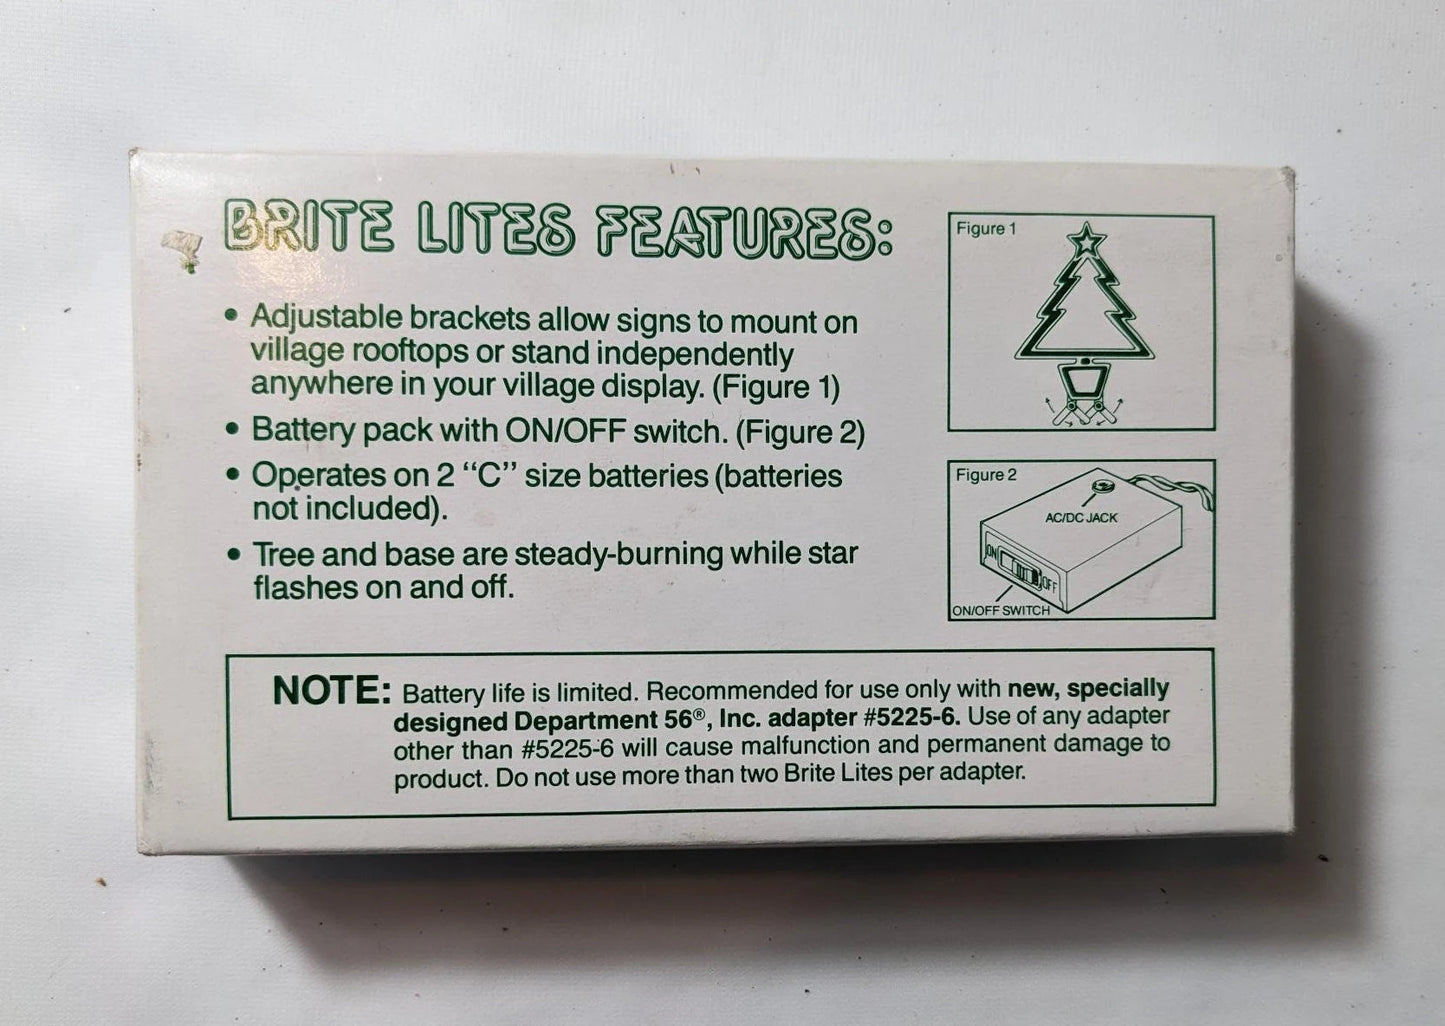 BRITE LITES FEATURES:
• Adjustable brackets allow signs to mount on
village rooftops or stand independently
anywhere in your village display. (Figure 1)
• Battery pack with ON/OFF switch. (Figure 2)
• Operates on 2 “C” size batteries (batteries
not included).
• Tree and base are steady-burning while star
flashes on and off.
Figure 1
Figure 2
AC/DC JACK
ON
OFF
ON/OFF SWITCH
NOTE: Battery life is limited. Recommended for use only with new, specially
designed Department 56®, Inc. adapter #5225-6. Use of any adapter
other than #5225-6 will cause malfunction and permanent damage to
product. Do not use more than two Brite Lites per adapter.